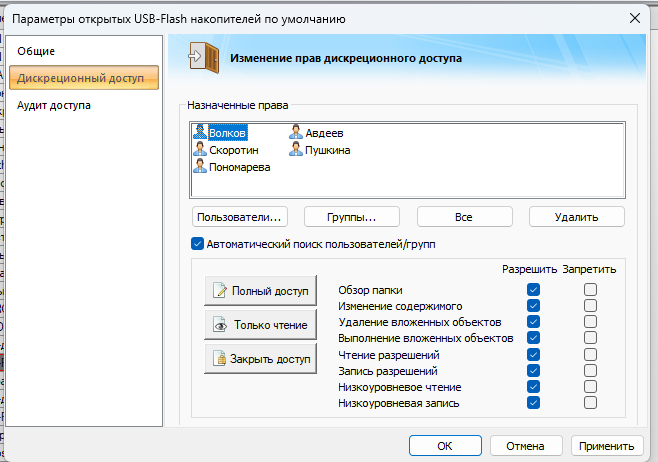 Параметры открытых USB-Flash накопителей по умолчанию
Общие
Дискреционный доступ
Аудит доступа
Изменение прав дискреционного доступа
Назначенные права
Волков
Авдеев
Скоротин
Пушкина
Пономарева
Пользователи...
Группы...
Все
Удалить
Автоматический поиск пользователей/групп
Разрешить
Запретить
Полный доступ
Только чтение
Закрыть доступ
Обзор папки
Изменение содержимого
Удаление вложенных объектов
Выполнение вложенных объектов
Чтение разрешений
Запись разрешений
Низкоуровневое чтение
Низкоуровневая запись
ОК
Отмена
Применить